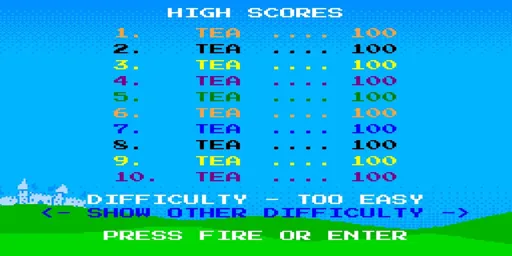 HIGH SCORES
1. TEA .... 100
2. TEA .... 100
3. TEA .... 100
4. TEA .... 100
5. TEA .... 100
6. TEA .... 100
7. TEA .... 100
8. TEA .... 100
9. TEA .... 100
10. TEA .... 100
DIFFICULTY - TOO EASY
<- SHOW OTHER DIFFICULTY ->
PRESS FIRE OR ENTER